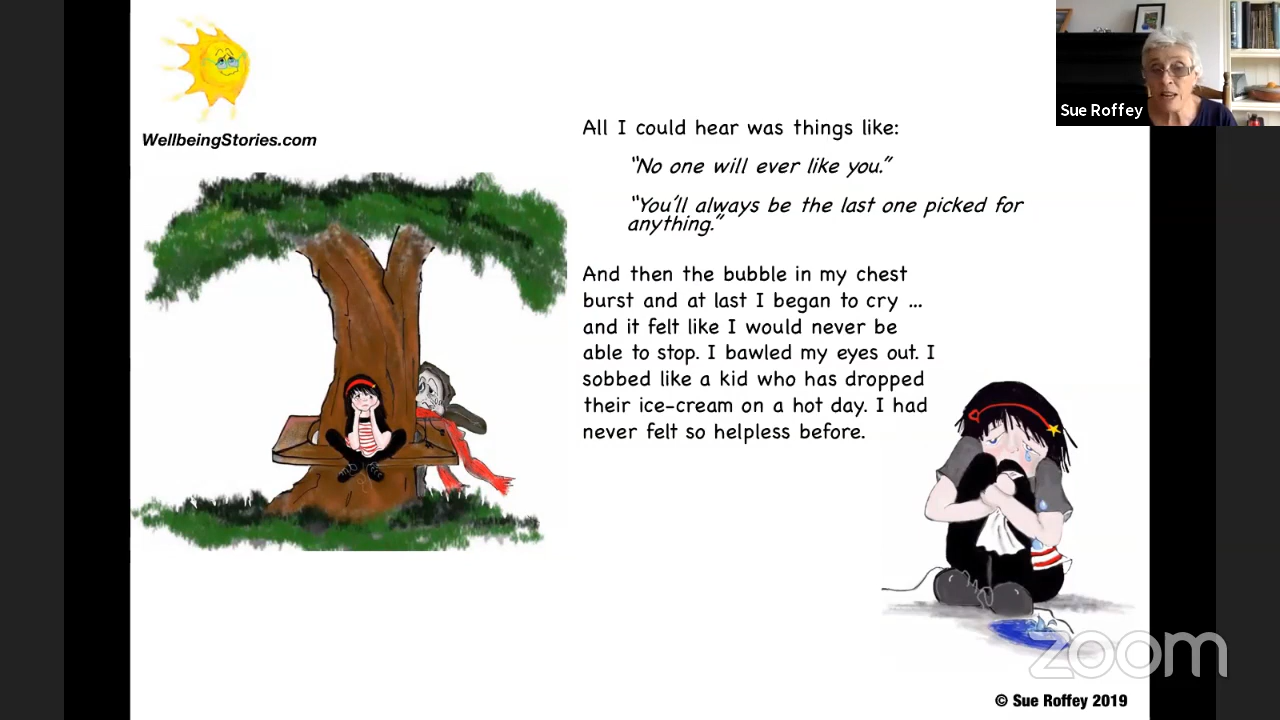 WellbeingStories.com
All I could hear was things like:
"No one will ever like you."
"You'll always be the last one picked for
anything."
And then the bubble in my chest
burst and at last I began to cry ...
and it felt like I would never be
able to stop. I bawled my eyes out. I
sobbed like a kid who has dropped
their ice-cream on a hot day. I had
never felt so helpless before.
Sue Roffey
zoom
© Sue Roffey 2019